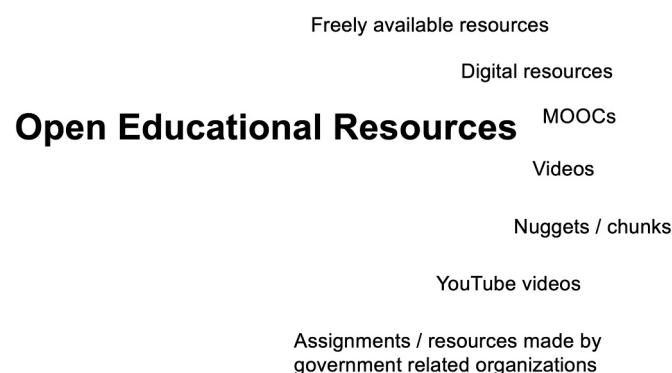 Freely available resources
Digital resources
MOOCs
Open Educational Resources
Videos
Nuggets / chunks
YouTube videos
Assignments / resources made by
government related organizations